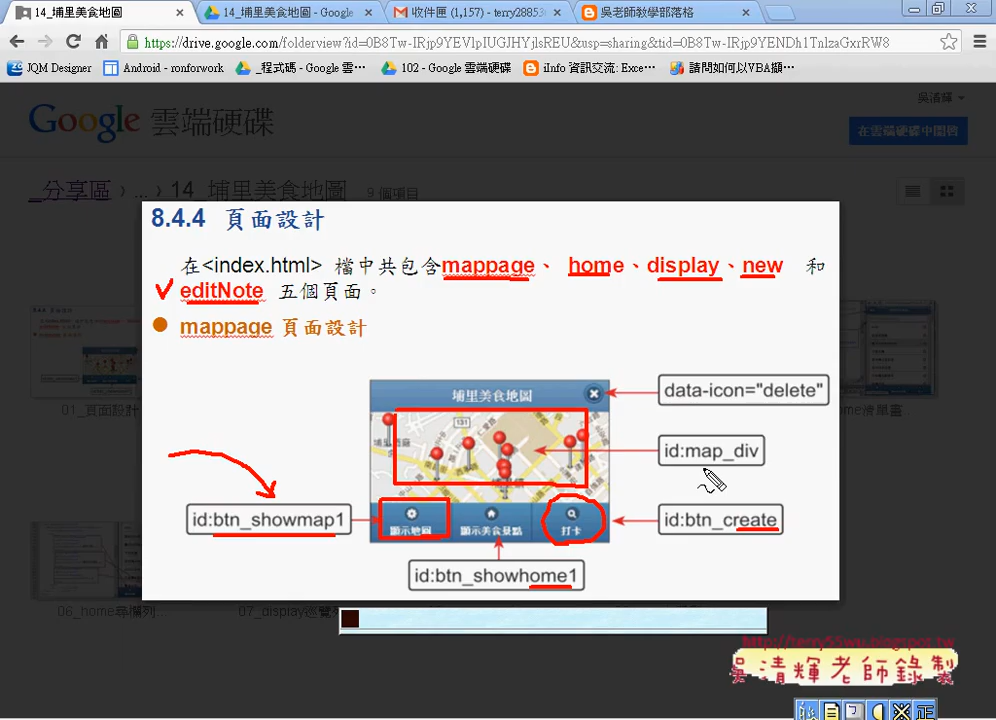 14_埔里美食地圖
14_埔里美食地圖 - Google
收件匣 (1,157) - terry2885
吳老師教學部落格
https://drive.google.com/folderview?id=0B8Tw-IRjp9YEVlpIUGJHYjlsREU&usp=sharing&tid=0B8Tw-IRjp9YENDh1TnlzaGxrRW8
JQM Designer
Android - ronforwork
_程式碼 - Google 雲…
102 - Google 雲端硬碟
iInfo 資訊交流: Exce…
請問如何以VBA擷…
吳清輝
Google 雲端硬碟
在雲端硬碟中開啟
_分享區 › ... › 14_埔里美食地圖 9 個項目
8.4.4 頁面設計
在<index.html> 檔中共包含mappage、 home、display、new 和
editNote 五個頁面。
mappage 頁面設計
埔里美食地圖
data-icon="delete"
131
id:map_div
01_頁面設計
id:btn_showmap1
顯示地圖
顯示美食景點
打卡
id:btn_create
id:btn_showhome1
06_home尋欄列...
07_display巡覽列
http://terry55wu.blogspot.tw
吳清輝老師錄製